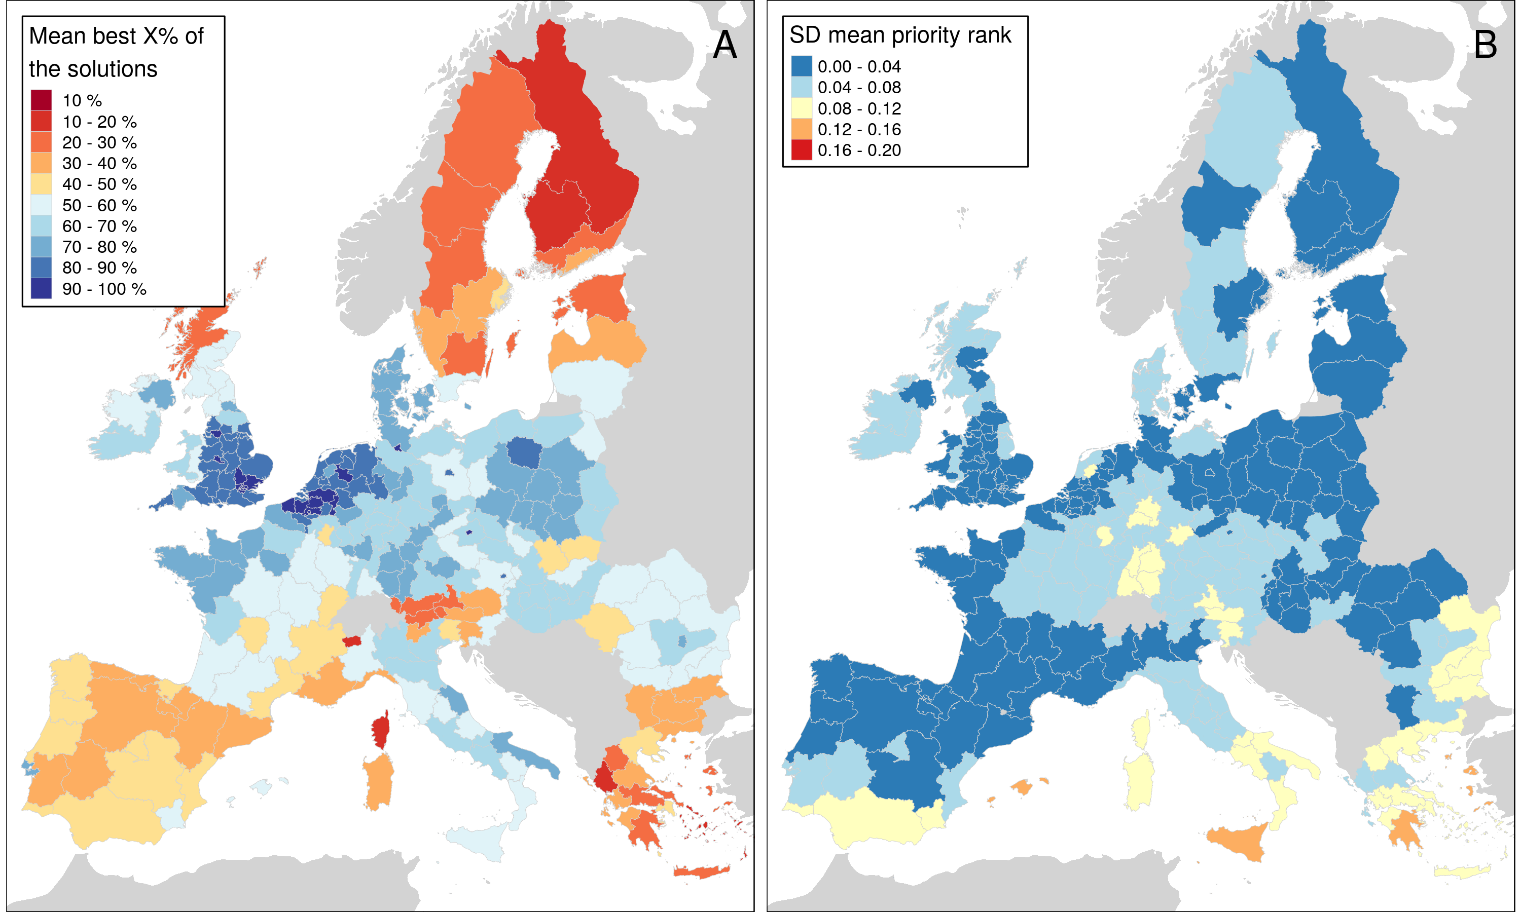 Mean best X% of
the solutions
10 %
10 - 20 %
20 - 30 %
30 - 40 %
40 - 50 %
50 - 60 %
60 - 70 %
70 - 80 %
80 - 90 %
90 - 100 %
A
SD mean priority rank
0.00 - 0.04
0.04 - 0.08
0.08 - 0.12
0.12 - 0.16
0.16 - 0.20
B